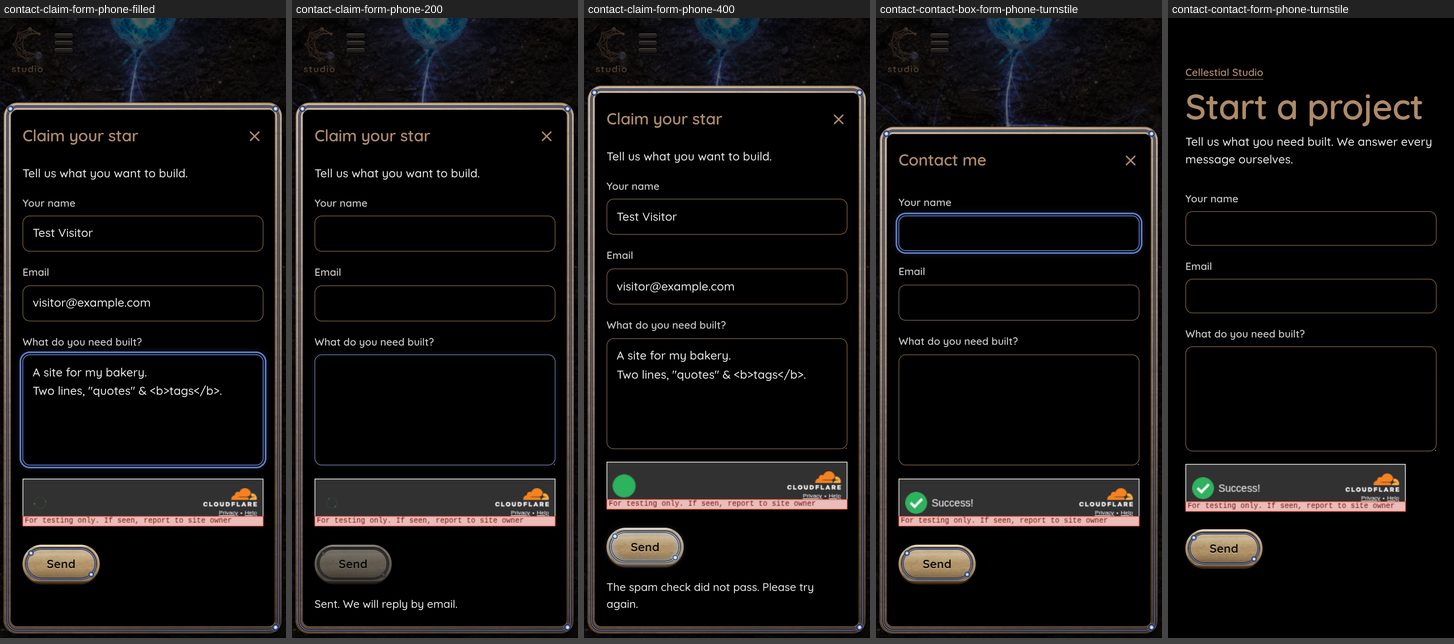 contact-claim-form-phone-filled
studio
Claim your star
Tell us what you want to build.
Your name
Test Visitor
Email
visitor@example.com
What do you need built?
A site for my bakery.
Two lines, "quotes" & <b>tags</b>.
CLOUDFLARE
Privacy • Help
For testing only. If seen, report to site owner
Send
contact-claim-form-phone-200
studio
Claim your star
Tell us what you want to build.
Your name
Email
What do you need built?
CLOUDFLARE
Privacy • Help
For testing only. If seen, report to site owner
Send
Sent. We will reply by email.
contact-claim-form-phone-400
studio
Claim your star
Tell us what you want to build.
Your name
Test Visitor
Email
visitor@example.com
What do you need built?
A site for my bakery.
Two lines, "quotes" & <b>tags</b>.
CLOUDFLARE
Privacy • Help
For testing only. If seen, report to site owner
Send
The spam check did not pass. Please try
again.
contact-contact-box-form-phone-turnstile
studio
Contact me
Your name
Email
What do you need built?
Success!
CLOUDFLARE
Privacy • Help
For testing only. If seen, report to site owner
Send
contact-contact-form-phone-turnstile
Cellestial Studio
Start a project
Tell us what you need built. We answer every
message ourselves.
Your name
Email
What do you need built?
Success!
CLOUDFLARE
Privacy • Help
For testing only. If seen, report to site owner
Send